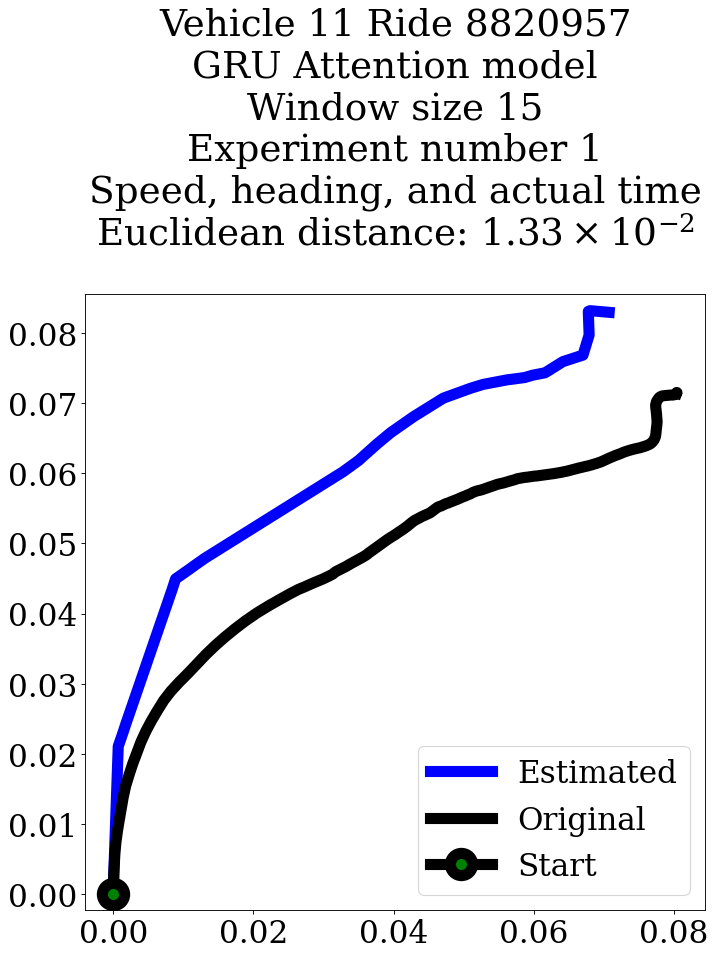 Vehicle 11 Ride 8820957
GRU Attention model
Window size 15
Experiment number 1
Speed, heading, and actual time
Euclidean distance: 1.33 × 10⁻²
0.08
0.07
0.06
0.05
0.04
0.03
0.02
0.01
0.00
Estimated
Original
Start
0.00 0.02 0.04 0.06 0.08